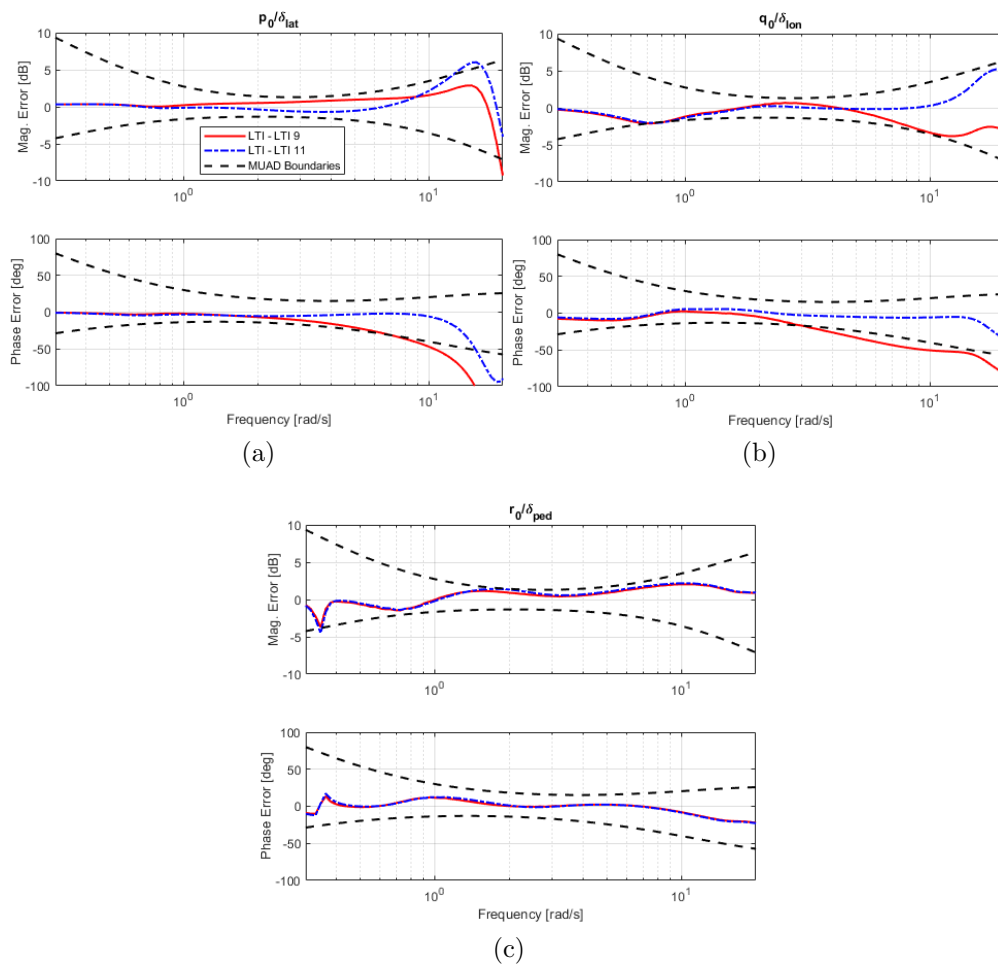 p0/δlat
Mag. Error [dB]
10
5
0
-5
-10
LTI - LTI 9
LTI - LTI 11
MUAD Boundaries
10^0
10^1
Phase Error [deg]
100
50
0
-50
-100
10^0
10^1
Frequency [rad/s]
(a)
q0/δlon
Mag. Error [dB]
10
5
0
-5
-10
10^0
10^1
Phase Error [deg]
100
50
0
-50
-100
10^0
10^1
Frequency [rad/s]
(b)
r0/δped
Mag. Error [dB]
10
5
0
-5
-10
10^0
10^1
Phase Error [deg]
100
50
0
-50
-100
10^0
10^1
Frequency [rad/s]
(c)